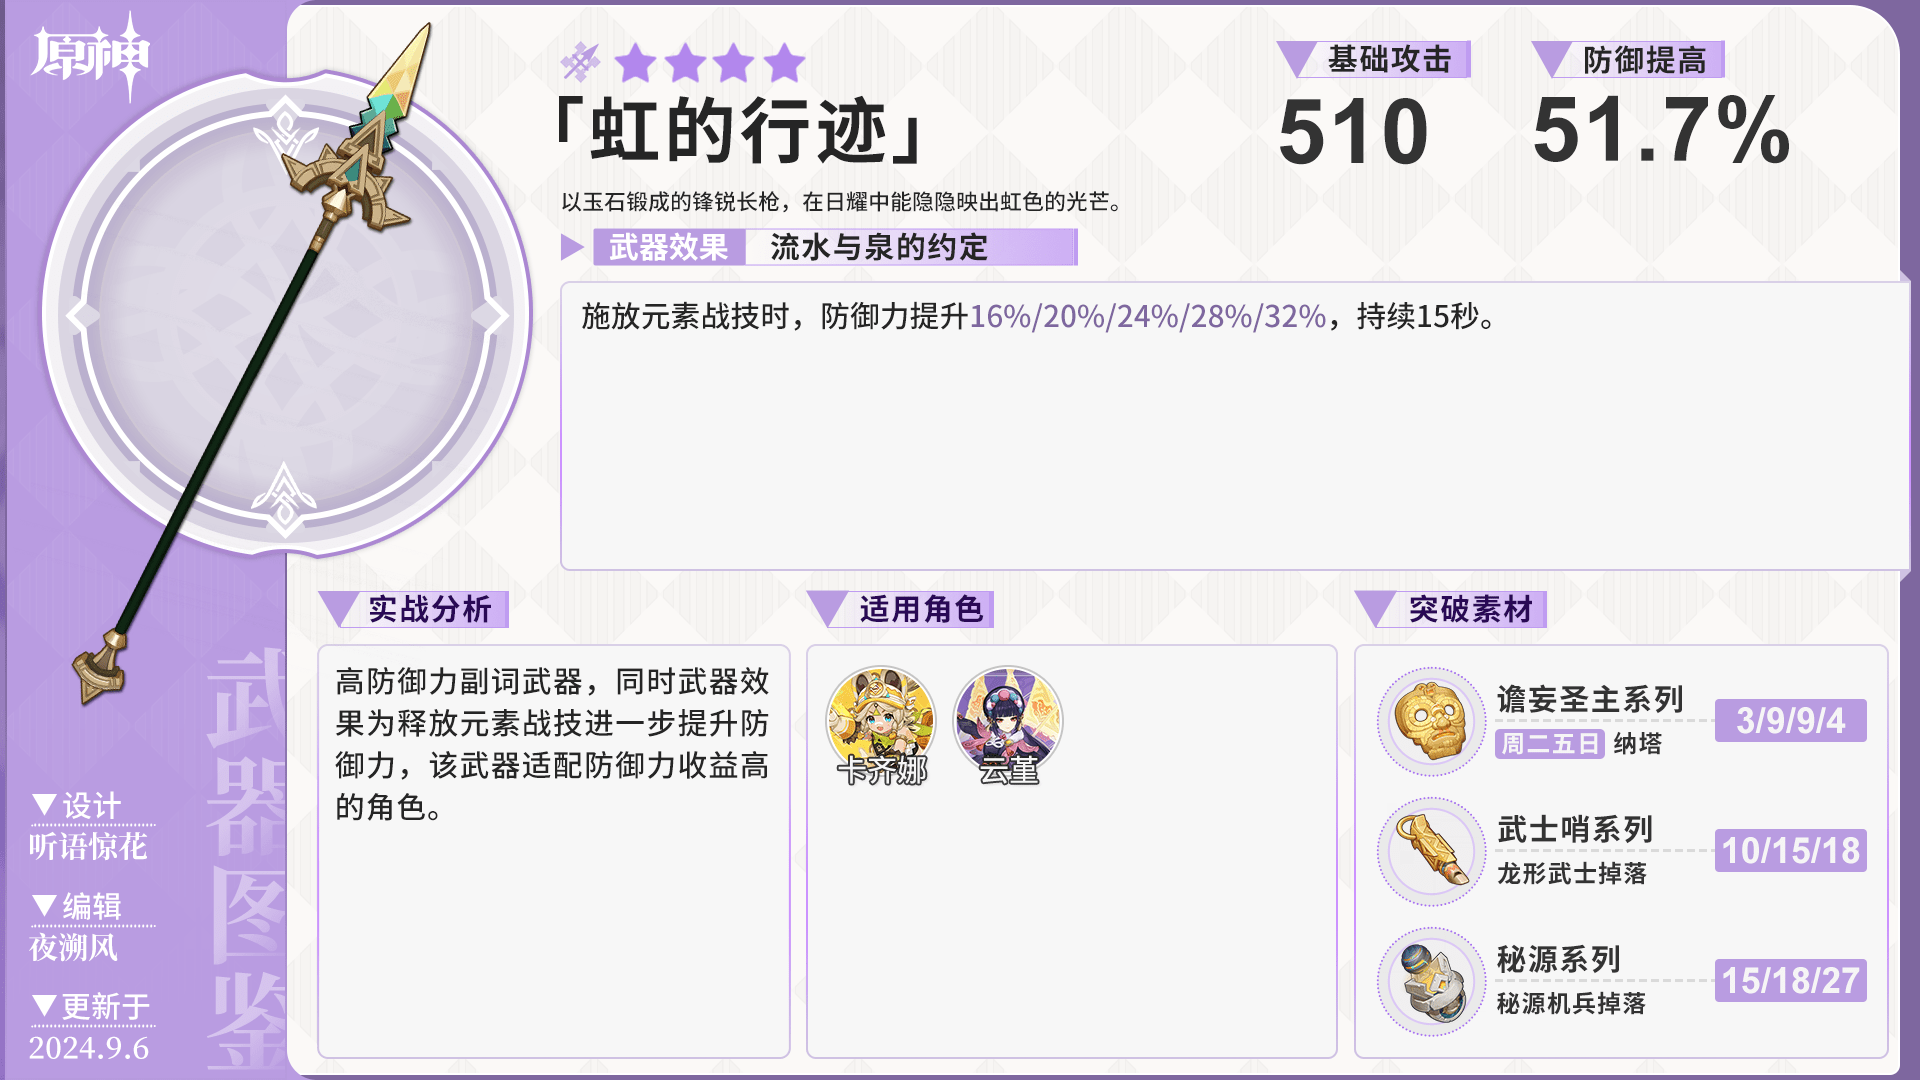 原神
「虹的行迹」
基础攻击
510
防御提高
51.7%
以玉石锻成的锋锐长枪，在日耀中能隐隐映出虹色的光芒。
武器效果 流水与泉的约定
施放元素战技时，防御力提升16%/20%/24%/28%/32%，持续15秒。
实战分析
高防御力副词武器，同时武器效
果为释放元素战技进一步提升防
御力，该武器适配防御力收益高
的角色。
适用角色
卡齐娜
云堇
突破素材
谵妄圣主系列
周二五日 纳塔
3/9/9/4
武士哨系列
龙形武士掉落
10/15/18
秘源系列
秘源机兵掉落
15/18/27
武器图鉴
▼设计
听语惊花
▼编辑
夜溯风
▼更新于
2024.9.6